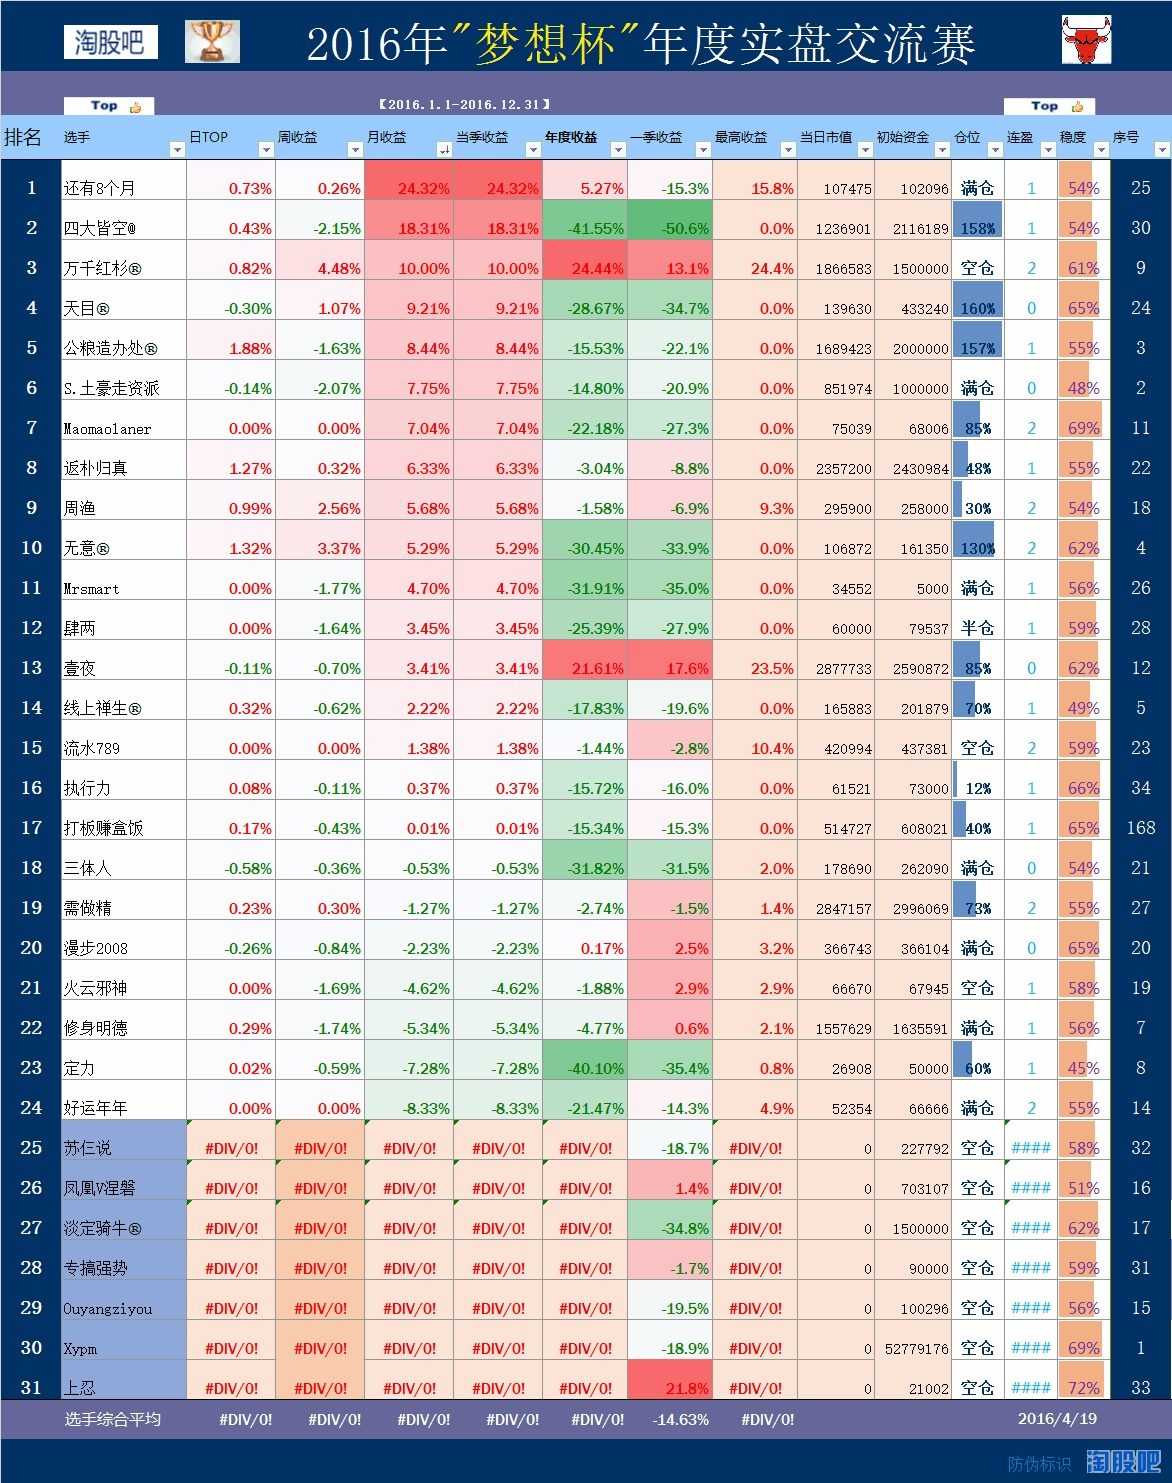 淘股吧 2016年"梦想杯"年度实盘交流赛
Top 【2016.1.1-2016.12.31】 Top
排名 选手 日TOP 周收益 月收益 当季收益 年度收益 一季收益 最高收益 当日市值 初始资金 仓位 连盈 稳度 序号
1 还有8个月 0.73% 0.26% 24.32% 24.32% 5.27% -15.3% 15.8% 107475 102096 满仓 1 54% 25
2 四大皆空@ 0.43% -2.15% 18.31% 18.31% -41.55% -50.6% 0.0% 1236901 2116189 158% 1 54% 30
3 万千红杉® 0.82% 4.48% 10.00% 10.00% 24.44% 13.1% 24.4% 1866583 1500000 空仓 2 61% 9
4 天目® -0.30% 1.07% 9.21% 9.21% -28.67% -34.7% 0.0% 139630 433240 160% 0 65% 24
5 公粮造办处® 1.88% -1.63% 8.44% 8.44% -15.53% -22.1% 0.0% 1689423 2000000 157% 1 55% 3
6 S.土豪走资派 -0.14% -2.07% 7.75% 7.75% -14.80% -20.9% 0.0% 851974 1000000 满仓 0 48% 2
7 Maomaolaner 0.00% 0.00% 7.04% 7.04% -22.18% -27.3% 0.0% 75039 68006 85% 2 69% 11
8 返朴归真 1.27% 0.32% 6.33% 6.33% -3.04% -8.8% 0.0% 2357200 2430984 48% 1 55% 22
9 周渔 0.99% 2.56% 5.68% 5.68% -1.58% -6.9% 9.3% 295900 258000 30% 2 54% 18
10 无意® 1.32% 3.37% 5.29% 5.29% -30.45% -33.9% 0.0% 106872 161350 130% 2 62% 4
11 Mrsmart 0.00% -1.77% 4.70% 4.70% -31.91% -35.0% 0.0% 34552 5000 满仓 1 56% 26
12 肆两 0.00% -1.64% 3.45% 3.45% -25.39% -27.9% 0.0% 60000 79537 半仓 1 59% 28
13 壹夜 -0.11% -0.70% 3.41% 3.41% 21.61% 17.6% 23.5% 2877733 2590872 85% 0 62% 12
14 线上禅生® 0.32% -0.62% 2.22% 2.22% -17.83% -19.6% 0.0% 165883 201879 70% 1 49% 5
15 流水789 0.00% 0.00% 1.38% 1.38% -1.44% -2.8% 10.4% 420994 437381 空仓 2 59% 23
16 执行力 0.08% -0.11% 0.37% 0.37% -15.72% -16.0% 0.0% 61521 73000 12% 1 66% 34
17 打板赚盒饭 0.17% -0.43% 0.01% 0.01% -15.34% -15.3% 0.0% 514727 608021 40% 1 65% 168
18 三体人 -0.58% -0.36% -0.53% -0.53% -31.82% -31.5% 2.0% 178690 262090 满仓 0 54% 21
19 需做精 0.23% 0.30% -1.27% -1.27% -2.74% -1.5% 1.4% 2847157 2996069 73% 2 55% 27
20 漫步2008 -0.26% -0.84% -2.23% -2.23% 0.17% 2.5% 3.2% 366743 366104 满仓 0 65% 20
21 火云邪神 0.00% -1.69% -4.62% -4.62% -1.88% 2.9% 2.9% 66670 67945 空仓 1 58% 19
22 修身明德 0.29% -1.74% -5.34% -5.34% -4.77% 0.6% 2.1% 1557629 1635591 满仓 1 56% 7
23 定力 0.02% -0.59% -7.28% -7.28% -40.10% -35.4% 0.8% 26908 50000 60% 1 45% 8
24 好运年年 0.00% 0.00% -8.33% -8.33% -21.47% -14.3% 4.9% 52354 66666 满仓 2 55% 14
25 苏仨说 #DIV/0! #DIV/0! #DIV/0! #DIV/0! #DIV/0! -18.7% #DIV/0! 0 227792 空仓 #### 58% 32
26 凤凰V涅磐 #DIV/0! #DIV/0! #DIV/0! #DIV/0! #DIV/0! 1.4% #DIV/0! 0 703107 空仓 #### 51% 16
27 淡定骑牛® #DIV/0! #DIV/0! #DIV/0! #DIV/0! #DIV/0! -34.8% #DIV/0! 0 1500000 空仓 #### 62% 17
28 专搞强势 #DIV/0! #DIV/0! #DIV/0! #DIV/0! #DIV/0! -1.7% #DIV/0! 0 90000 空仓 #### 59% 31
29 Ouyangziyou #DIV/0! #DIV/0! #DIV/0! #DIV/0! #DIV/0! -19.5% #DIV/0! 0 100296 空仓 #### 56% 15
30 Xypm #DIV/0! #DIV/0! #DIV/0! #DIV/0! #DIV/0! -18.9% #DIV/0! 0 52779176 空仓 #### 69% 1
31 上忍 #DIV/0! #DIV/0! #DIV/0! #DIV/0! #DIV/0! 21.8% #DIV/0! 0 21002 空仓 #### 72% 33
选手综合平均 #DIV/0! #DIV/0! #DIV/0! #DIV/0! #DIV/0! -14.63% #DIV/0! 2016/4/19
防伪标识 淘股吧